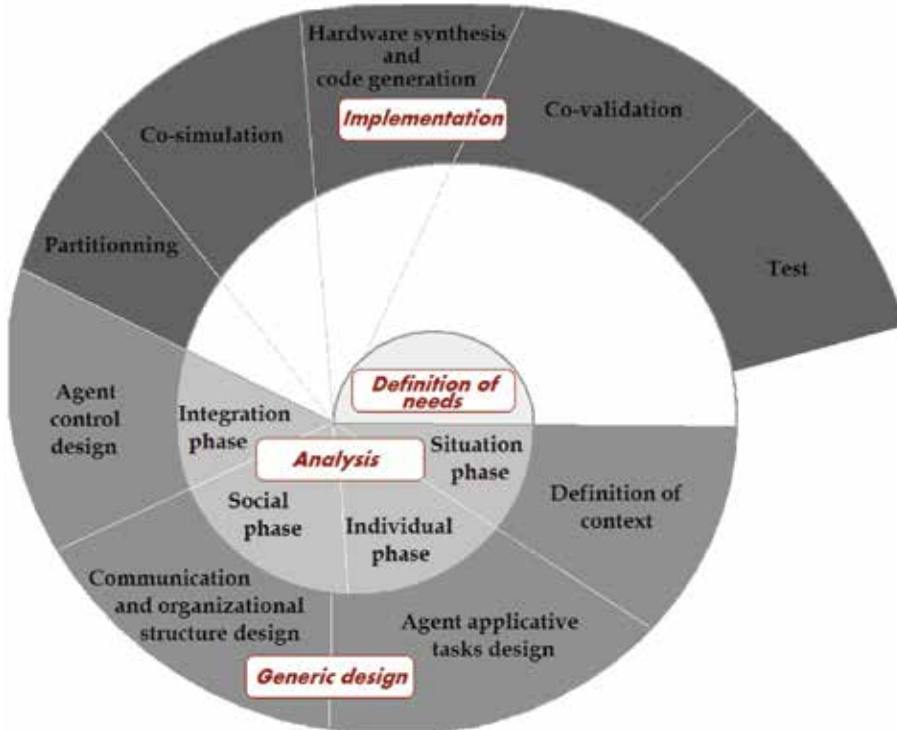 Hardware synthesis
and
code generation
Implementation
Co-validation
Co-simulation
Partitionning
Test
Definition of
needs
Agent
control
design
Integration
phase
Analysis
Situation
phase
Social
phase
Individual
phase
Definition of
context
Communication
and organizational
structure design
Agent applicative
tasks design
Generic design